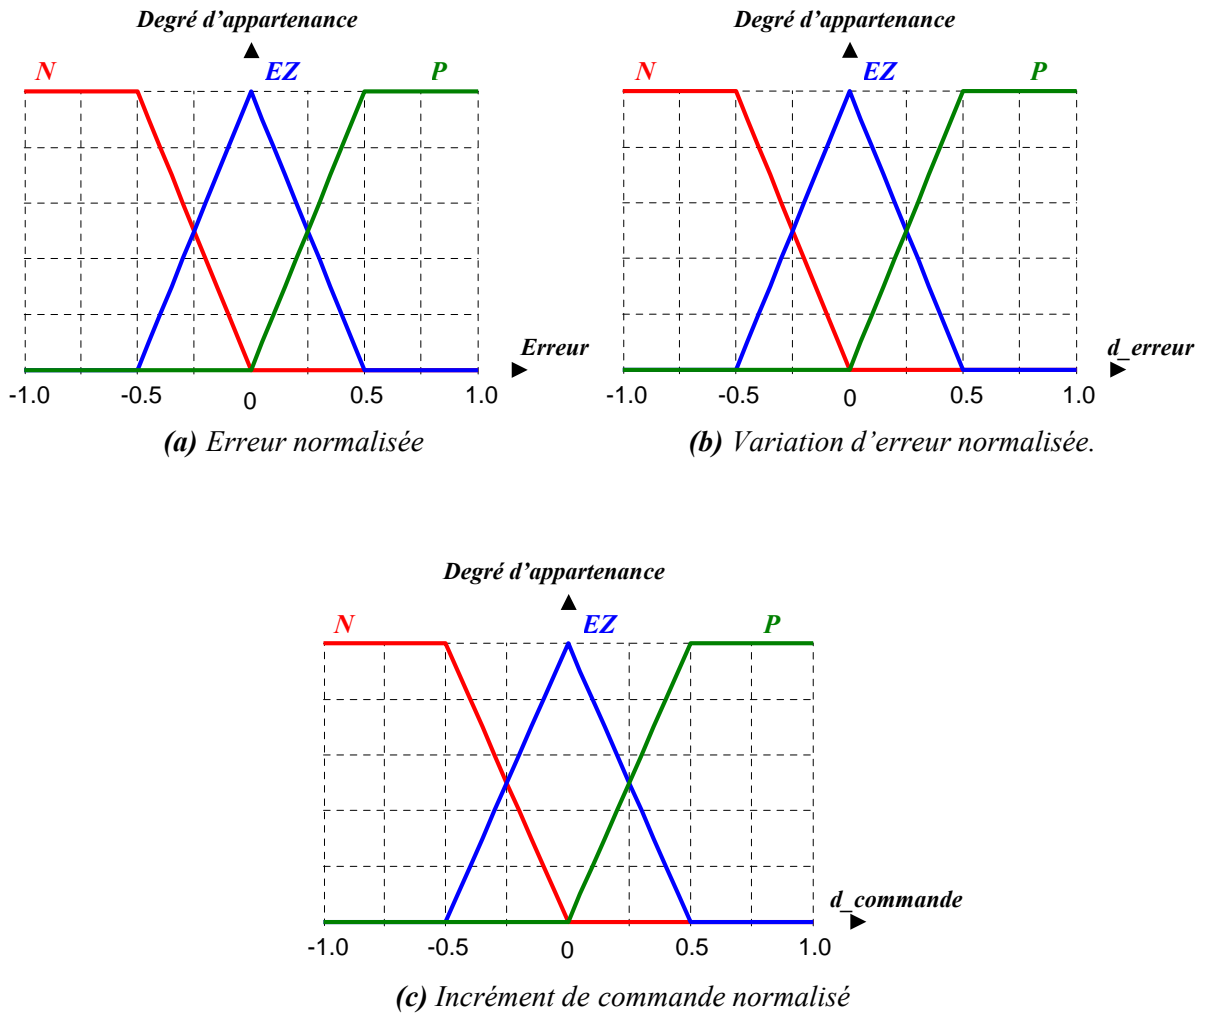 Degré d’appartenance
N
EZ
P
Erreur
-1.0 -0.5 0 0.5 1.0
(a) Erreur normalisée
Degré d’appartenance
N
EZ
P
d_erreur
-1.0 -0.5 0 0.5 1.0
(b) Variation d’erreur normalisée.
Degré d’appartenance
N
EZ
P
d_commande
-1.0 -0.5 0 0.5 1.0
(c) Incrément de commande normalisé